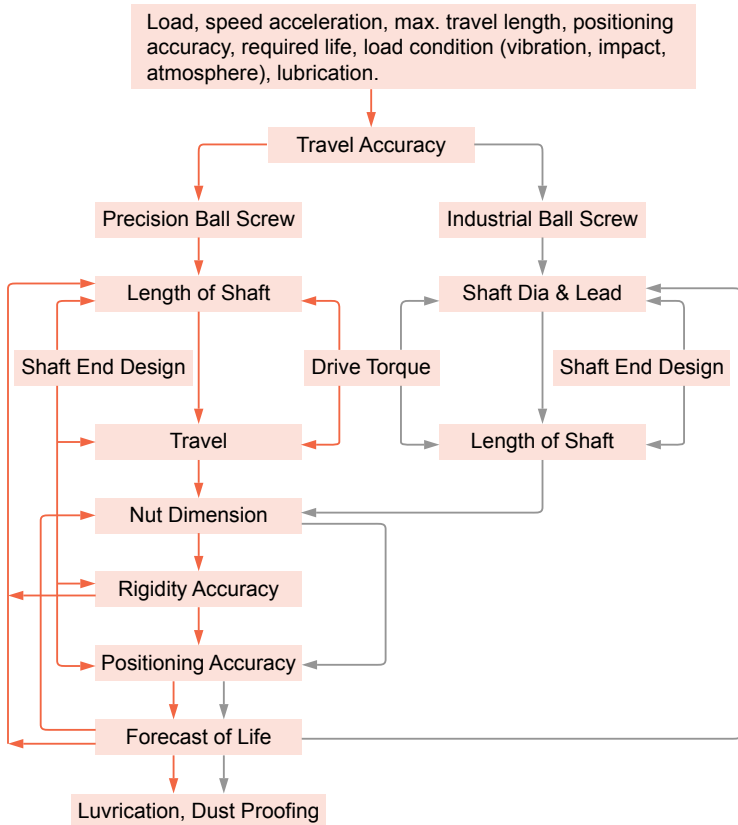 Load, speed acceleration, max. travel length, positioning
accuracy, required life, load condition (vibration, impact,
atmosphere), lubrication.
Travel Accuracy
Precision Ball Screw
Industrial Ball Screw
Length of Shaft
Shaft Dia & Lead
Shaft End Design
Drive Torque
Shaft End Design
Travel
Length of Shaft
Nut Dimension
Rigidity Accuracy
Positioning Accuracy
Forecast of Life
Luvrication, Dust Proofing